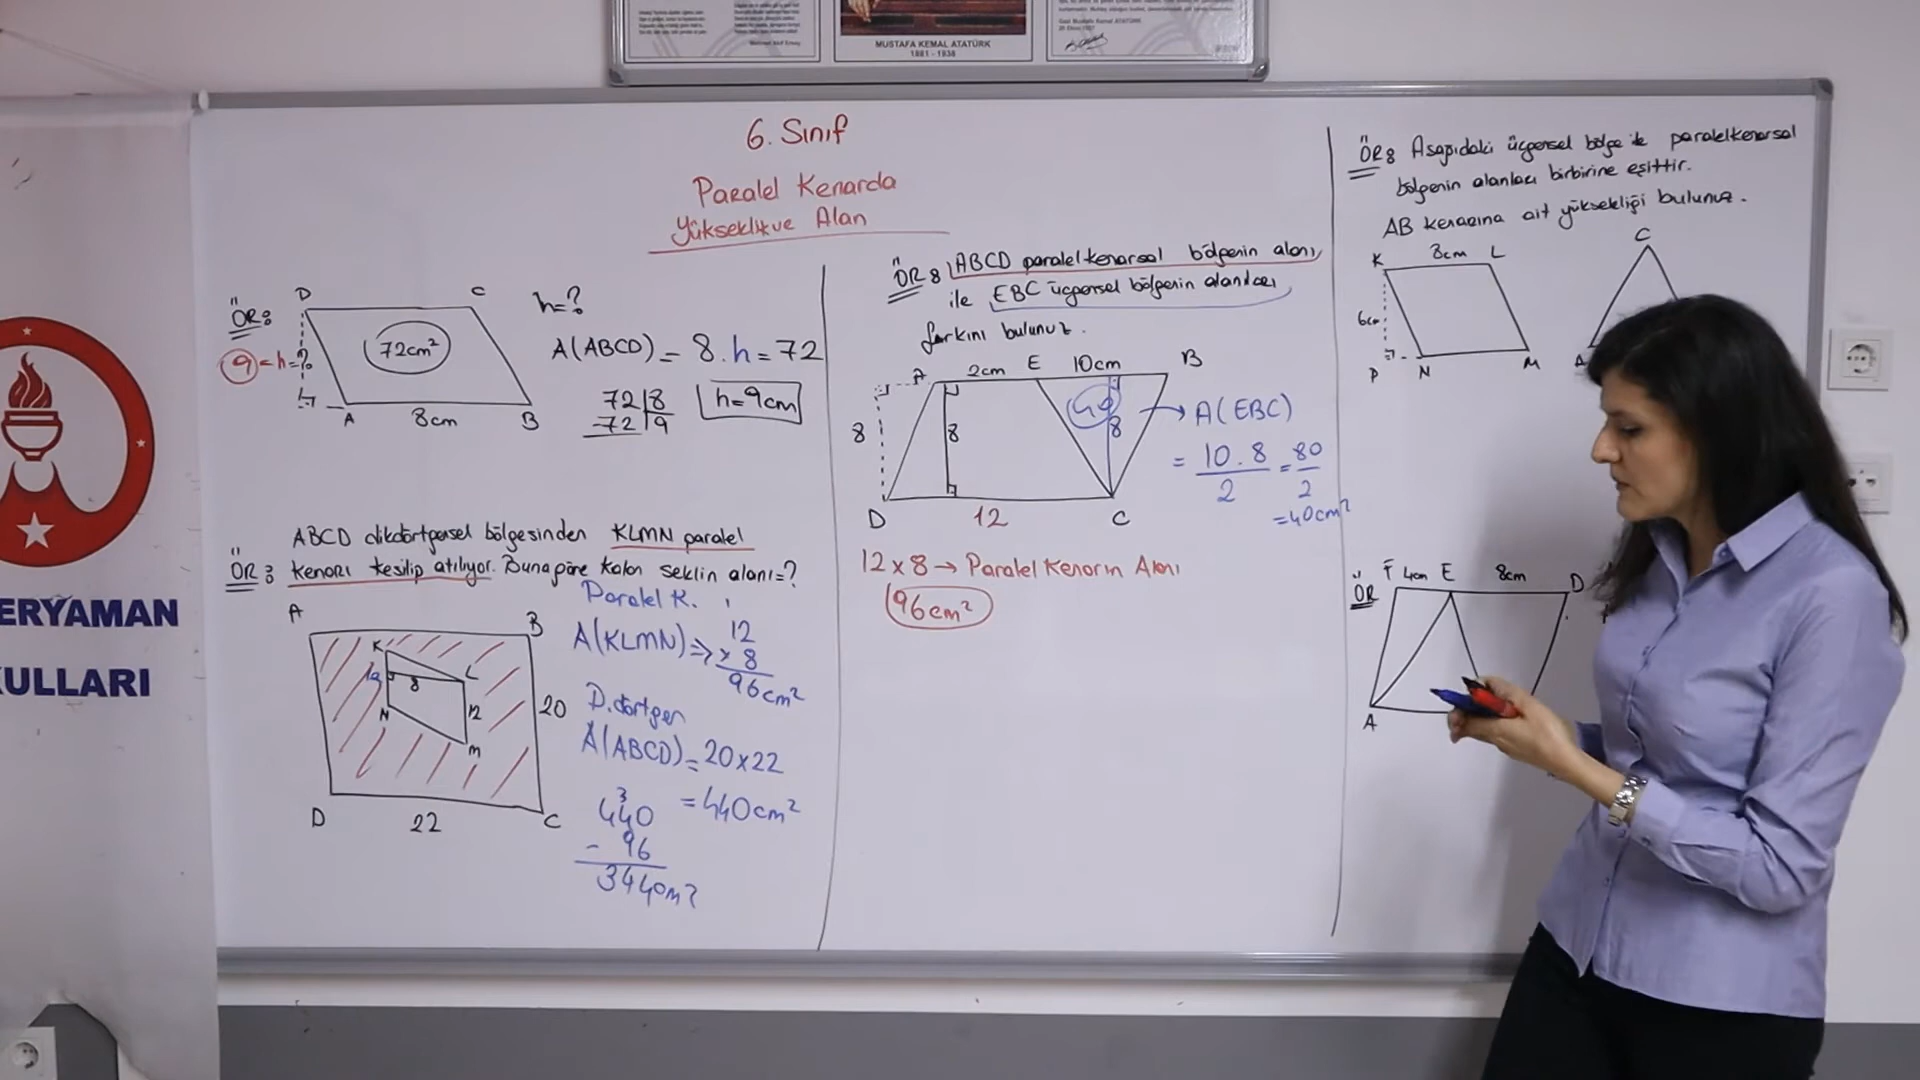 MUSTAFA KEMAL ATATÜRK
1881 - 1938
6. Sınıf
Paralel Kenarda
Yükseklik ve Alan
ÖR:
D
C
72cm²
9 = h = ?
A
8cm
B
h=?
A(ABCD) = 8.h = 72
72 | 8
-72 | 9
h=9cm
ÖR:
ABCD dikdörtgensel bölgesinden KLMN paralel
kenarı kesilip atılıyor. Buna göre kalan şeklin alanı=?
A
B
K
L
8
N
12
M
20
D
22
C
Paralel K.
A(KLMN) ⇒ 12
x 8
96cm²
D.dörtgen
A(ABCD) = 20x22
= 440cm²
440
- 96
344cm²
ÖR: ABCD paralelkenarsal bölgenin alanı
ile EBC üçgensel bölgenin alanları
farkını bulunuz.
A
2cm
E
10cm
B
8
8
40
8
D
12
C
→ A(EBC)
= 10.8 / 2 = 80 / 2
= 40cm²
12 x 8 → Paralel Kenarın Alanı
96cm²
ÖR: Aşağıdaki üçgensel bölge ile paralelkenarsal
bölgenin alanları birbirine eşittir.
AB kenarına ait yüksekliği bulunuz.
K
8cm
L
6cm
P
N
M
C
A
ÖR
F
4cm
E
8cm
D
A
ERYAMAN
KULLARI